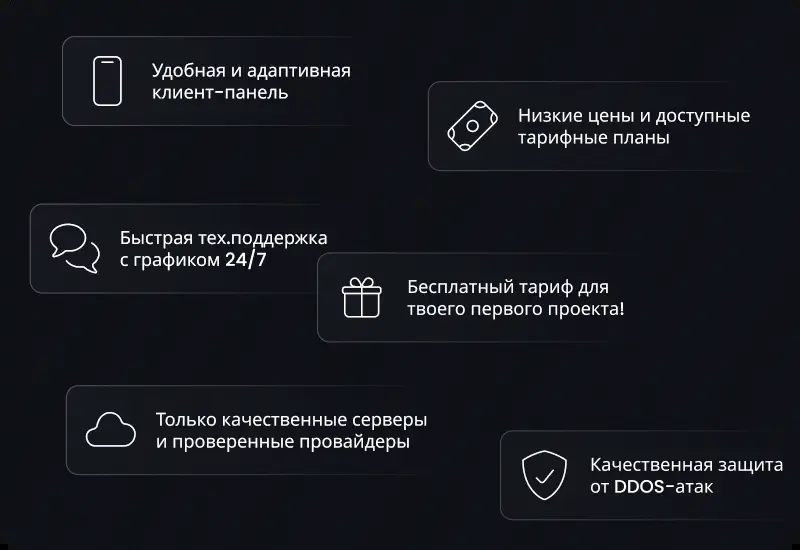 Удобная и адаптивная
клиент-панель
Низкие цены и доступные
тарифные планы
Быстрая тех.поддержка
с графиком 24/7
Бесплатный тариф для
твоего первого проекта!
Только качественные серверы
и проверенные провайдеры
Качественная защита
от DDOS-атак